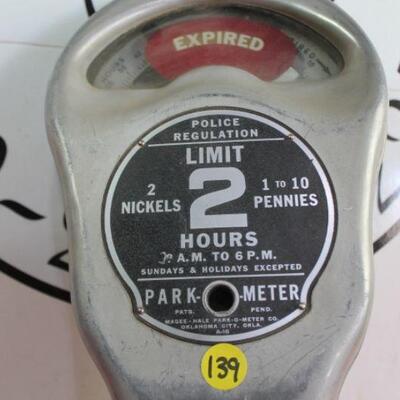 EXPIRED
POLICE
REGULATION
LIMIT
2 NICKELS
2
1 TO 10 PENNIES
HOURS
A.M. TO 6 P.M.
SUNDAYS & HOLIDAYS EXCEPTED
PARK O METER
PATS. PEND.
MAGEE-HALE PARK-O-METER CO.
OKLAHOMA CITY, OKLA.
139